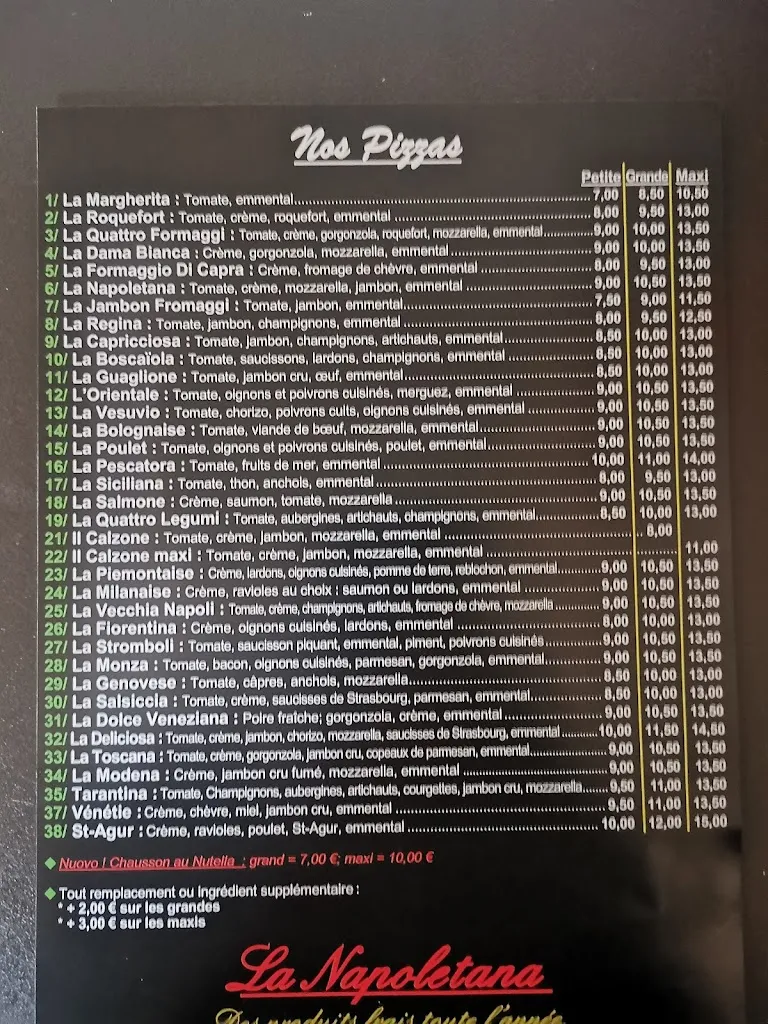 Nos Pizzas
Petite Grande Maxi
1/ La Margherita : Tomate, emmental 7,00 8,50 10,50
2/ La Roquefort : Tomate, crème, roquefort, emmental 8,00 9,50 13,00
3/ La Quattro Formaggi : Tomate, crème, gorgonzola, roquefort, mozzarella, emmental 9,00 10,00 13,50
4/ La Dama Bianca : Crème, gorgonzola, mozzarella, emmental 9,00 10,00 13,50
5/ La Formaggio Di Capra : Crème, fromage de chèvre, emmental 8,00 9,50 13,00
6/ La Napoletana : Tomate, crème, mozzarella, jambon, emmental 9,00 10,50 13,50
7/ La Jambon Fromaggi : Tomate, jambon, emmental 7,50 9,00 11,50
8/ La Regina : Tomate, jambon, champignons, emmental 8,00 9,50 12,50
9/ La Capricciosa : Tomate, jambon, champignons, artichauts, emmental 8,50 10,00 13,00
10/ La Boscaïola : Tomate, saucissons, lardons, champignons, emmental 8,50 10,00 13,00
11/ La Guaglione : Tomate, jambon cru, œuf, emmental 8,50 10,00 13,00
12/ L'Orientale : Tomate, oignons et poivrons cuisinés, merguez, emmental 9,00 10,50 13,50
13/ La Vesuvio : Tomate, chorizo, poivrons cuits, oignons cuisinés, emmental 9,00 10,50 13,50
14/ La Bolognaise : Tomate, viande de bœuf, mozzarella, emmental 9,00 10,50 13,50
15/ La Poulet : Tomate, oignons et poivrons cuisinés, poulet, emmental 9,00 10,50 13,50
16/ La Pescatora : Tomate, fruits de mer, emmental 10,00 11,00 14,00
17/ La Siciliana : Tomate, thon, anchois, emmental 8,00 9,50 13,00
18/ La Salmone : Crème, saumon, tomate, mozzarella 9,00 10,50 13,50
19/ La Quattro Legumi : Tomate, aubergines, artichauts, champignons, emmental 8,50 10,00 13,00
21/ Il Calzone : Tomate, crème, jambon, mozzarella, emmental 8,00
22/ Il Calzone maxi : Tomate, crème, jambon, mozzarella, emmental 11,00
23/ La Piemontaise : Crème, lardons, oignons cuisinés, pomme de terre, reblochon, emmental 9,00 10,50 13,50
24/ La Milanaise : Crème, ravioles au choix : saumon ou lardons, emmental 9,00 10,50 13,50
25/ La Vecchia Napoli : Tomate, crème, champignons, artichauts, fromage de chèvre, mozzarella 9,00 10,50 13,50
26/ La Fiorentina : Crème, oignons cuisinés, lardons, emmental 8,00 10,00 13,00
27/ La Stromboli : Tomate, saucisson piquant, emmental, piment, poivrons cuisinés 9,00 10,50 13,50
28/ La Monza : Tomate, bacon, oignons cuisinés, parmesan, gorgonzola, emmental 9,00 10,50 13,50
29/ La Genovese : Tomate, câpres, anchois, mozzarella 8,50 10,00 13,00
30/ La Salsiccia : Tomate, crème, saucisses de Strasbourg, parmesan, emmental 8,50 10,00 13,00
31/ La Dolce Veneziana : Poire fraîche; gorgonzola, crème, emmental 9,00 10,50 13,50
32/ La Deliciosa : Tomate, crème, jambon, chorizo, mozzarella, saucisses de Strasbourg, emmental 10,00 11,50 14,50
33/ La Toscana : Tomate, crème, gorgonzola, jambon cru, copeaux de parmesan, emmental 9,00 10,50 13,50
34/ La Modena : Crème, jambon cru fumé, mozzarella, emmental 9,00 10,50 13,50
35/ Tarantina : Tomate, Champignons, aubergines, artichauts, courgettes, jambon cru, mozzarella 9,50 11,00 13,50
37/ Vénétie : Crème, chèvre, miel, jambon cru, emmental 9,50 11,00 13,50
38/ St-Agur : Crème, ravioles, poulet, St-Agur, emmental 10,00 12,00 15,00
◆ Nuovo ! Chausson au Nutella : grand = 7,00 €; maxi = 10,00 €
◆ Tout remplacement ou ingrédient supplémentaire :
* + 2,00 € sur les grandes
* + 3,00 € sur les maxis
La Napoletana
Des produits frais toute l'année